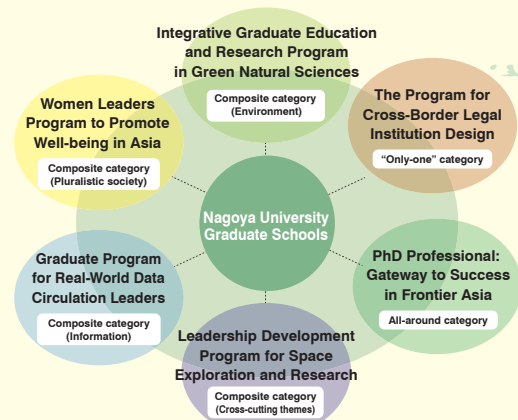 Integrative Graduate Education
and Research Program
in Green Natural Sciences
Composite category
(Environment)
The Program for
Cross-Border Legal
Institution Design
“Only-one” category
PhD Professional:
Gateway to Success
in Frontier Asia
All-around category
Leadership Development
Program for Space
Exploration and Research
Composite category
(Cross-cutting themes)
Graduate Program
for Real-World Data
Circulation Leaders
Composite category
(Information)
Women Leaders
Program to Promote
Well-being in Asia
Composite category
(Pluralistic society)
Nagoya University
Graduate Schools